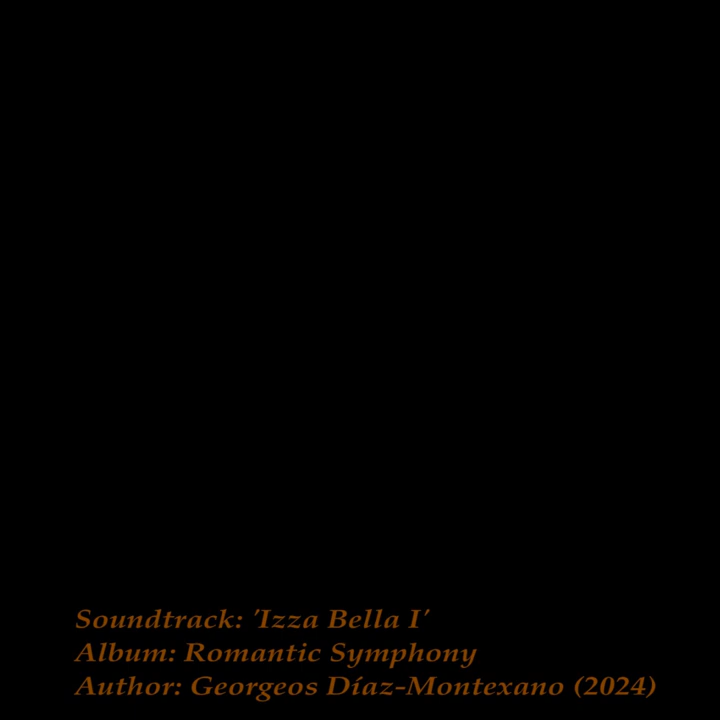 Soundtrack: 'Izza Bella I'
Album: Romantic Symphony
Author: Georgeos Díaz-Montexano (2024)